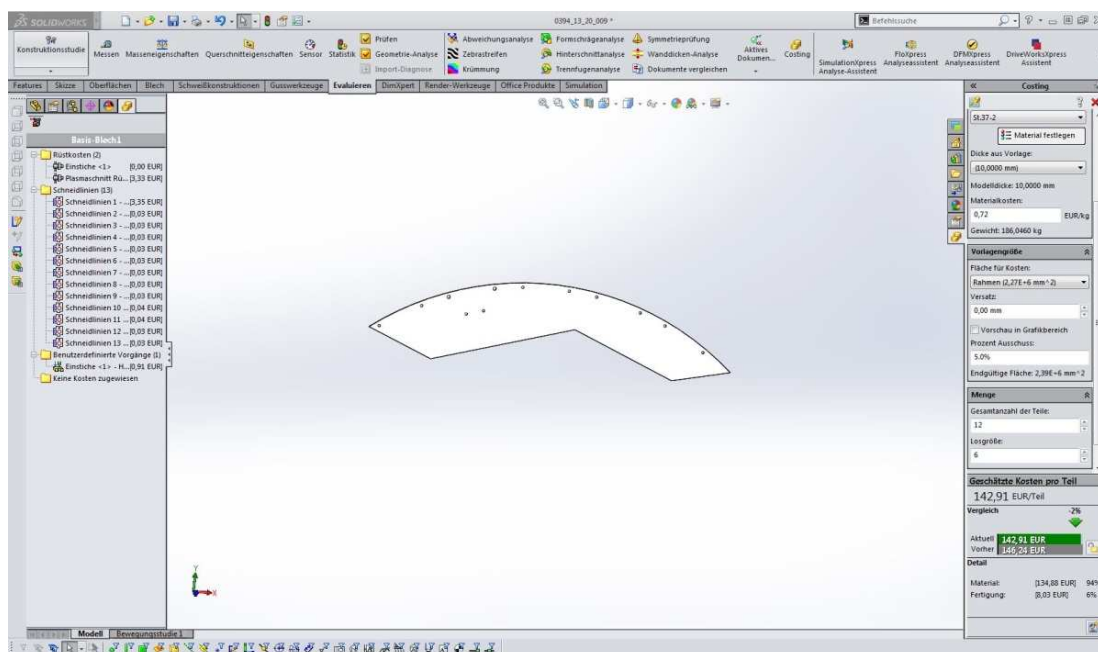 SOLIDWORKS
0394_13_20_009 *
Befehlssuche
Konstruktionsstudie
Messen
Masseneigenschaften
Querschnitteigenschaften
Sensor
Statistik
Prüfen
Geometrie-Analyse
Import-Diagnose
Abweichungsanalyse
Zebrastreifen
Krümmung
Formschrägeanalyse
Hinterschnittanalyse
Trennfugenanalyse
Symmetrieprüfung
Wanddicken-Analyse
Dokumente vergleichen
Aktives Dokumen...
Costing
SimulationXpress Analyse-Assistent
FloXpress Analyseassistent
DFMXpress Analyseassistent
DriveWorksXpress Assistent
Features
Skizze
Oberflächen
Blech
Schweißkonstruktionen
Gusswerkzeuge
Evaluieren
DimXpert
Render-Werkzeuge
Office Produkte
Simulation
Basis-Blech1
Rüstkosten (2)
Einstiche <1> [0,00 EUR]
Plasmaschnitt Rü... [3,33 EUR]
Schneidlinien (13)
Schneidlinien 1 - ...[3,35 EUR]
Schneidlinien 2 - ...[0,03 EUR]
Schneidlinien 3 - ...[0,03 EUR]
Schneidlinien 4 - ...[0,03 EUR]
Schneidlinien 5 - ...[0,03 EUR]
Schneidlinien 6 - ...[0,03 EUR]
Schneidlinien 7 - ...[0,03 EUR]
Schneidlinien 8 - ...[0,03 EUR]
Schneidlinien 9 - ...[0,03 EUR]
Schneidlinien 10 ...[0,04 EUR]
Schneidlinien 11 ...[0,04 EUR]
Schneidlinien 12 ...[0,03 EUR]
Schneidlinien 13 ...[0,03 EUR]
Benutzerdefinierte Vorgänge (1)
Einstiche <1> - H...[0,91 EUR]
Keine Kosten zugewiesen
Y
X
Costing
St.37-2
Material festlegen
Dicke aus Vorlage:
(10,0000 mm)
Modelldicke: 10,0000 mm
Materialkosten:
0,72 EUR/kg
Gewicht: 186,0460 kg
Vorlagengröße
Fläche für Kosten:
Rahmen (2,27E+6 mm^2)
Versatz:
0,00 mm
Vorschau in Grafikbereich
Prozent Ausschuss:
5.0%
Endgültige Fläche: 2,39E+6 mm^2
Menge
Gesamtanzahl der Teile:
12
Losgröße:
6
Geschätzte Kosten pro Teil
142,91 EUR/Teil
Vergleich -2%
Aktuell 142,91 EUR
Vorher 146,24 EUR
Detail
Material: [134,88 EUR] 94%
Fertigung: [8,03 EUR] 6%
Modell
Bewegungsstudie 1